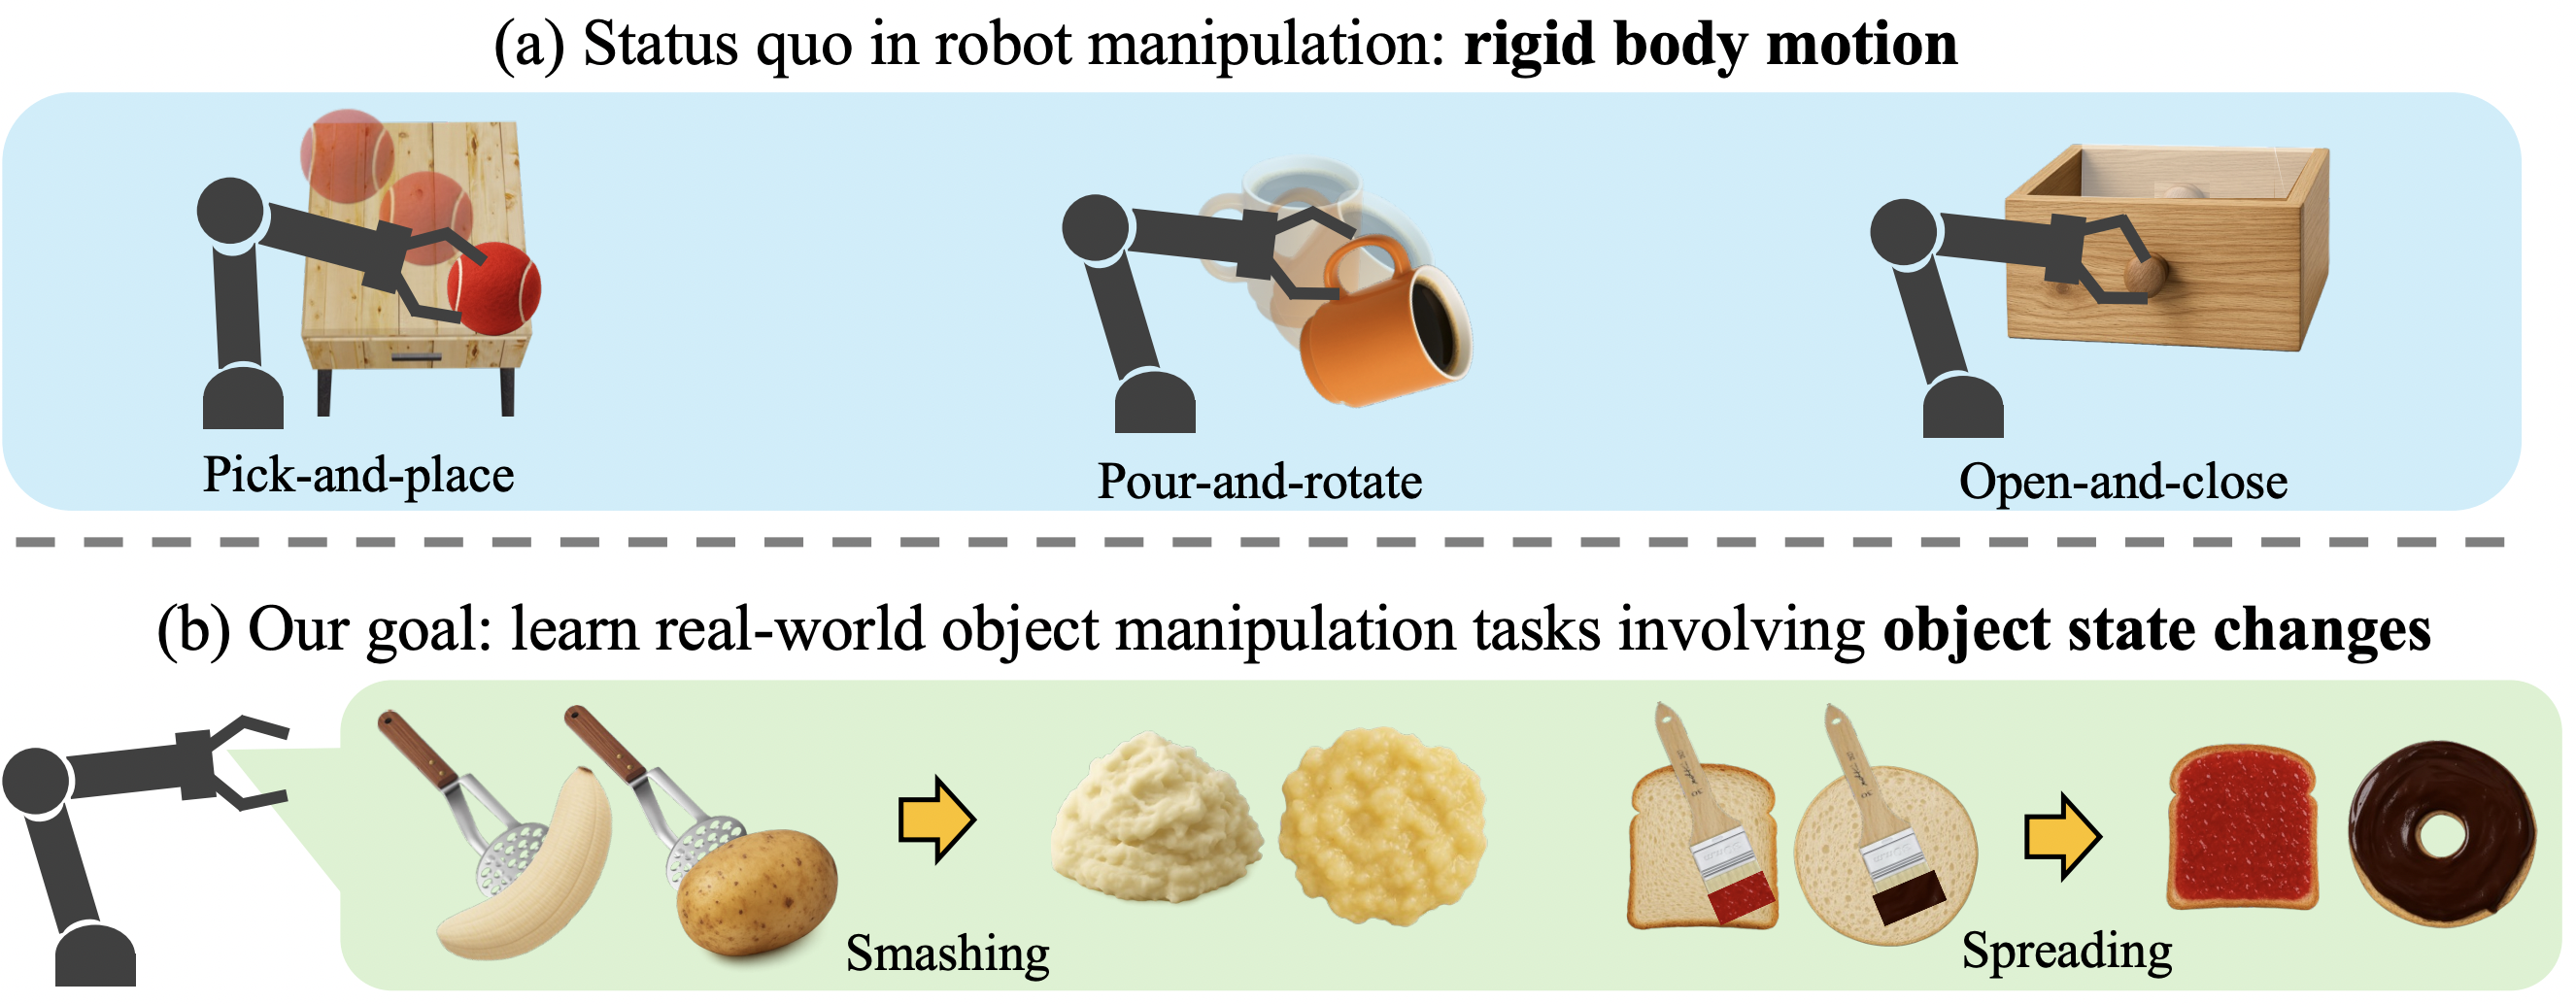 (a) Status quo in robot manipulation: rigid body motion
Pick-and-place
Pour-and-rotate
Open-and-close
(b) Our goal: learn real-world object manipulation tasks involving object state changes
Smashing
Spreading